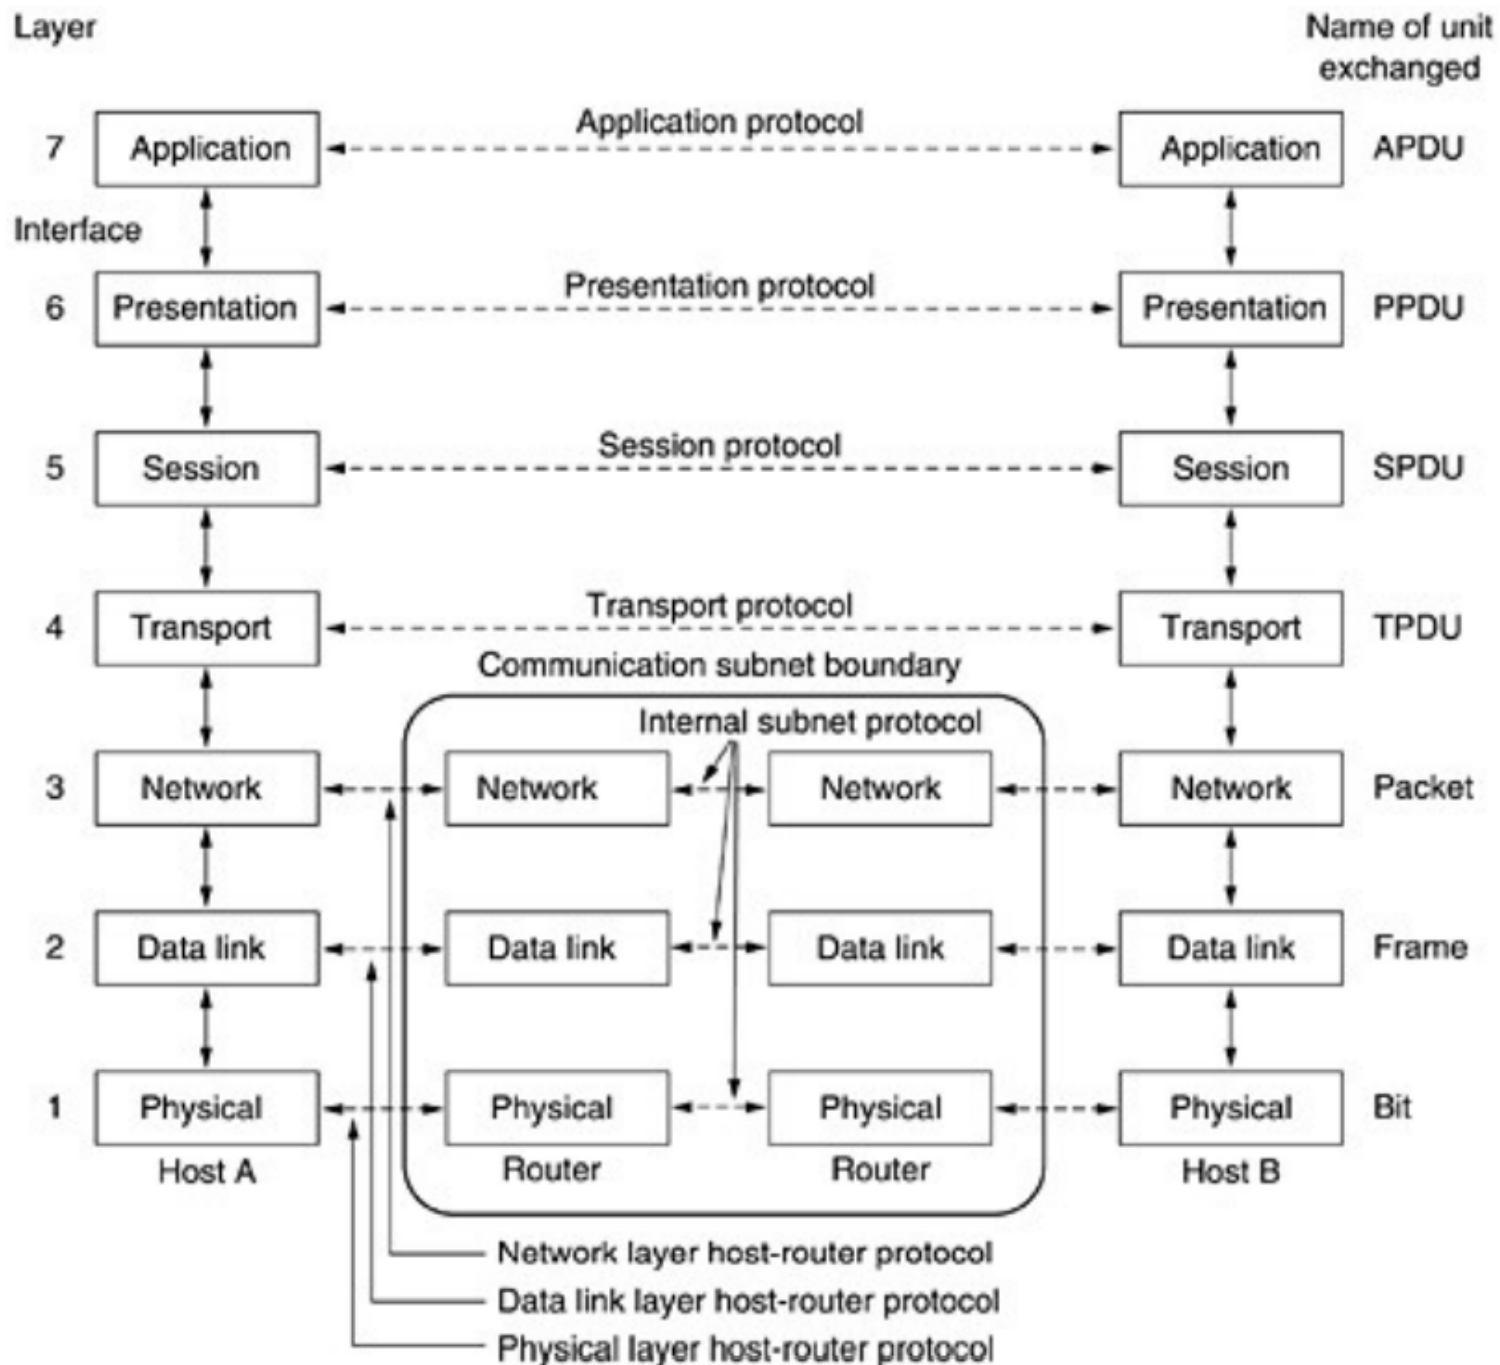 Layer
Name of unit
exchanged
7
Application
Application protocol
Application
APDU
Interface
6
Presentation
Presentation protocol
Presentation
PPDU
5
Session
Session protocol
Session
SPDU
4
Transport
Transport protocol
Transport
TPDU
Communication subnet boundary
Internal subnet protocol
3
Network
Network
Network
Network
Packet
2
Data link
Data link
Data link
Data link
Frame
1
Physical
Physical
Physical
Physical
Bit
Host A
Router
Router
Host B
Network layer host-router protocol
Data link layer host-router protocol
Physical layer host-router protocol